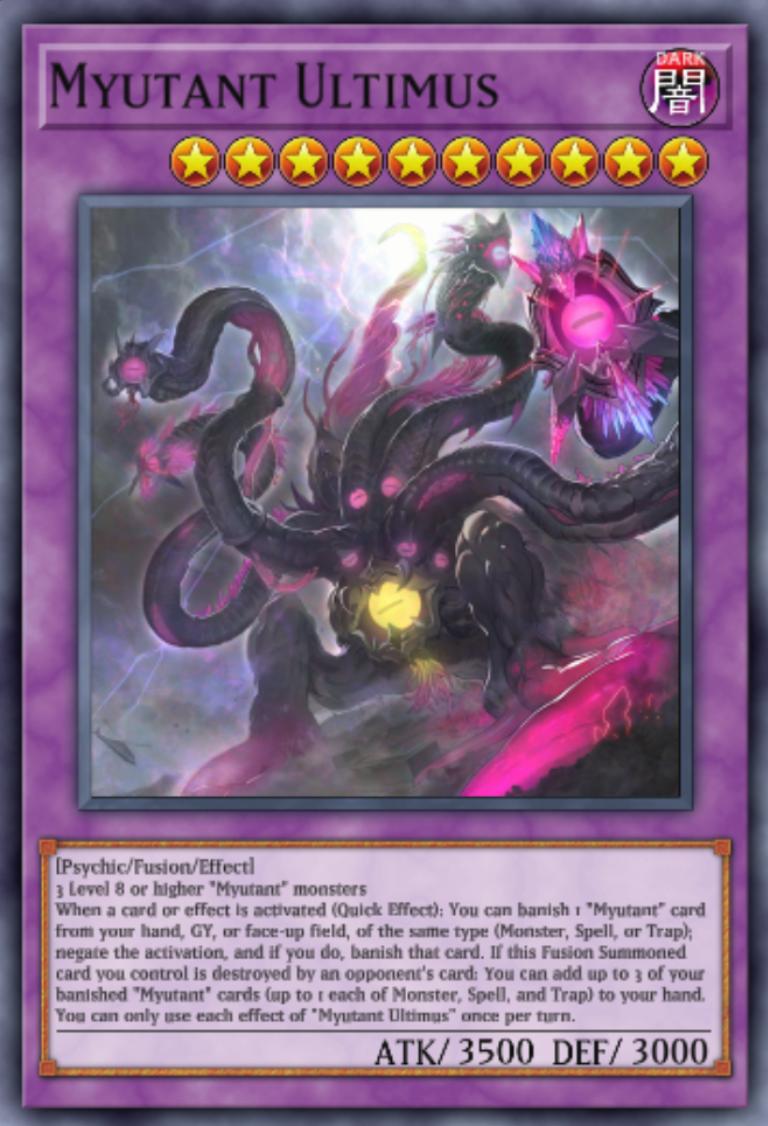 Myutant Ultimus
DARK
闇
[Psychic/Fusion/Effect]
3 Level 8 or higher "Myutant" monsters
When a card or effect is activated (Quick Effect): You can banish 1 "Myutant" card
from your hand, GY, or face-up field, of the same type (Monster, Spell, or Trap);
negate the activation, and if you do, banish that card. If this Fusion Summoned
card you control is destroyed by an opponent's card: You can add up to 3 of your
banished "Myutant" cards (up to 1 each of Monster, Spell, and Trap) to your hand.
You can only use each effect of "Myutant Ultimus" once per turn.
ATK/ 3500 DEF/ 3000